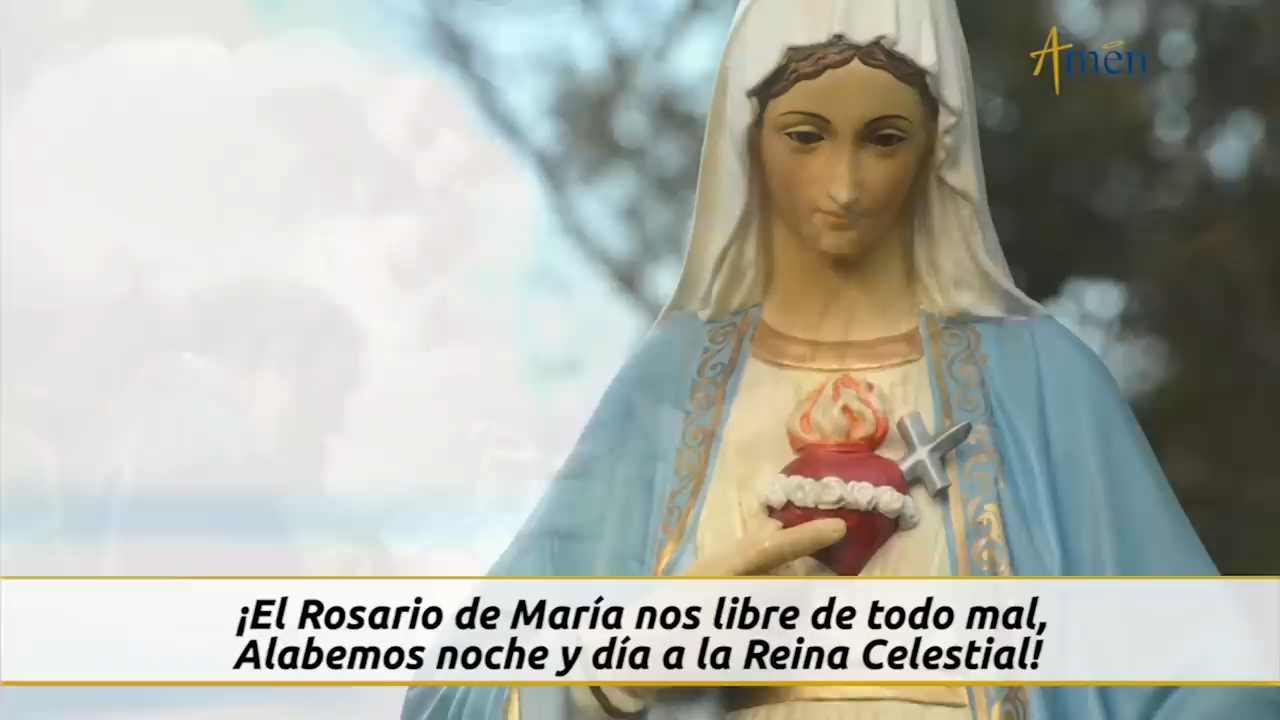 Amén
¡El Rosario de María nos libre de todo mal,
Alabemos noche y día a la Reina Celestial!